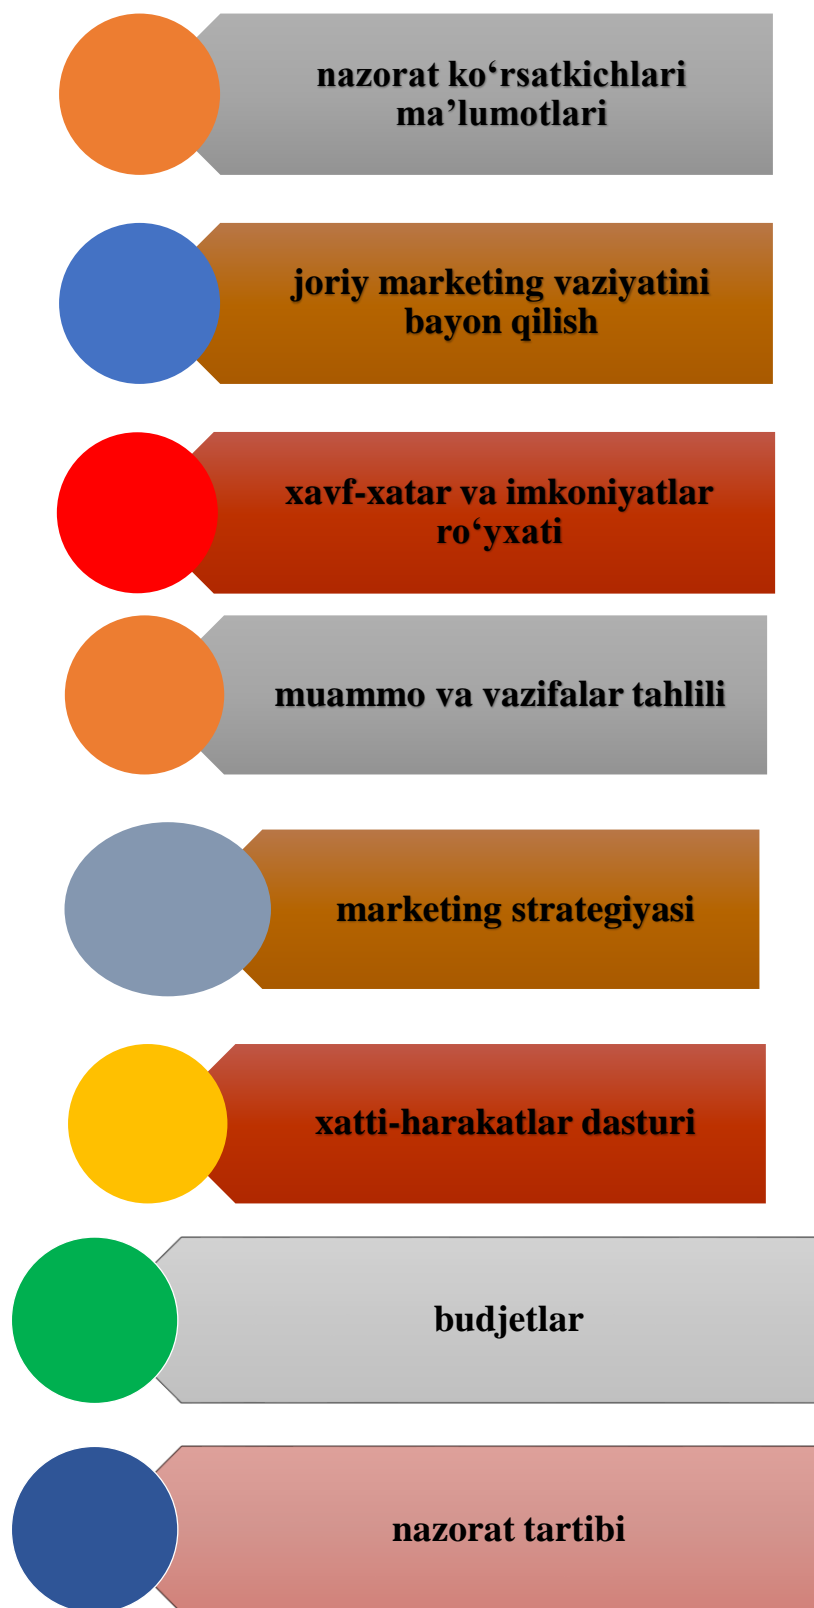 nazorat ko‘rsatkichlari
ma’lumotlari
joriy marketing vaziyatini
bayon qilish
xavf-xatar va imkoniyatlar
ro‘yxati
muammo va vazifalar tahlili
marketing strategiyasi
xatti-harakatlar dasturi
budjetlar
nazorat tartibi